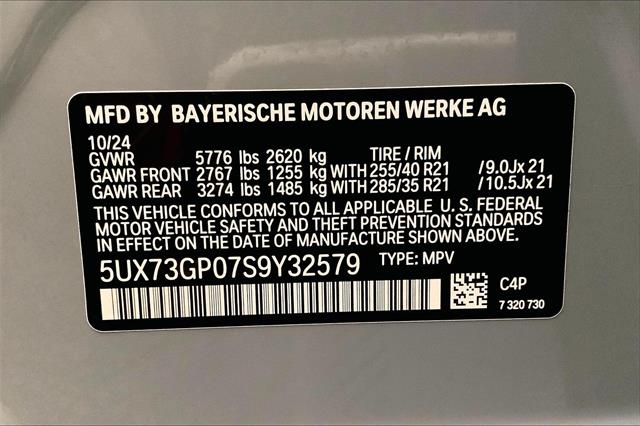 MFD BY BAYERISCHE MOTOREN WERKE AG
10/24
GVWR 5776 lbs 2620 kg TIRE / RIM
GAWR FRONT 2767 lbs 1255 kg WITH 255/40 R21 /9.0Jx 21
GAWR REAR 3274 lbs 1485 kg WITH 285/35 R21 /10.5Jx 21
THIS VEHICLE CONFORMS TO ALL APPLICABLE U. S. FEDERAL
MOTOR VEHICLE SAFETY AND THEFT PREVENTION STANDARDS
IN EFFECT ON THE DATE OF MANUFACTURE SHOWN ABOVE.
5UX73GP07S9Y32579 TYPE: MPV
C4P
7 320 730